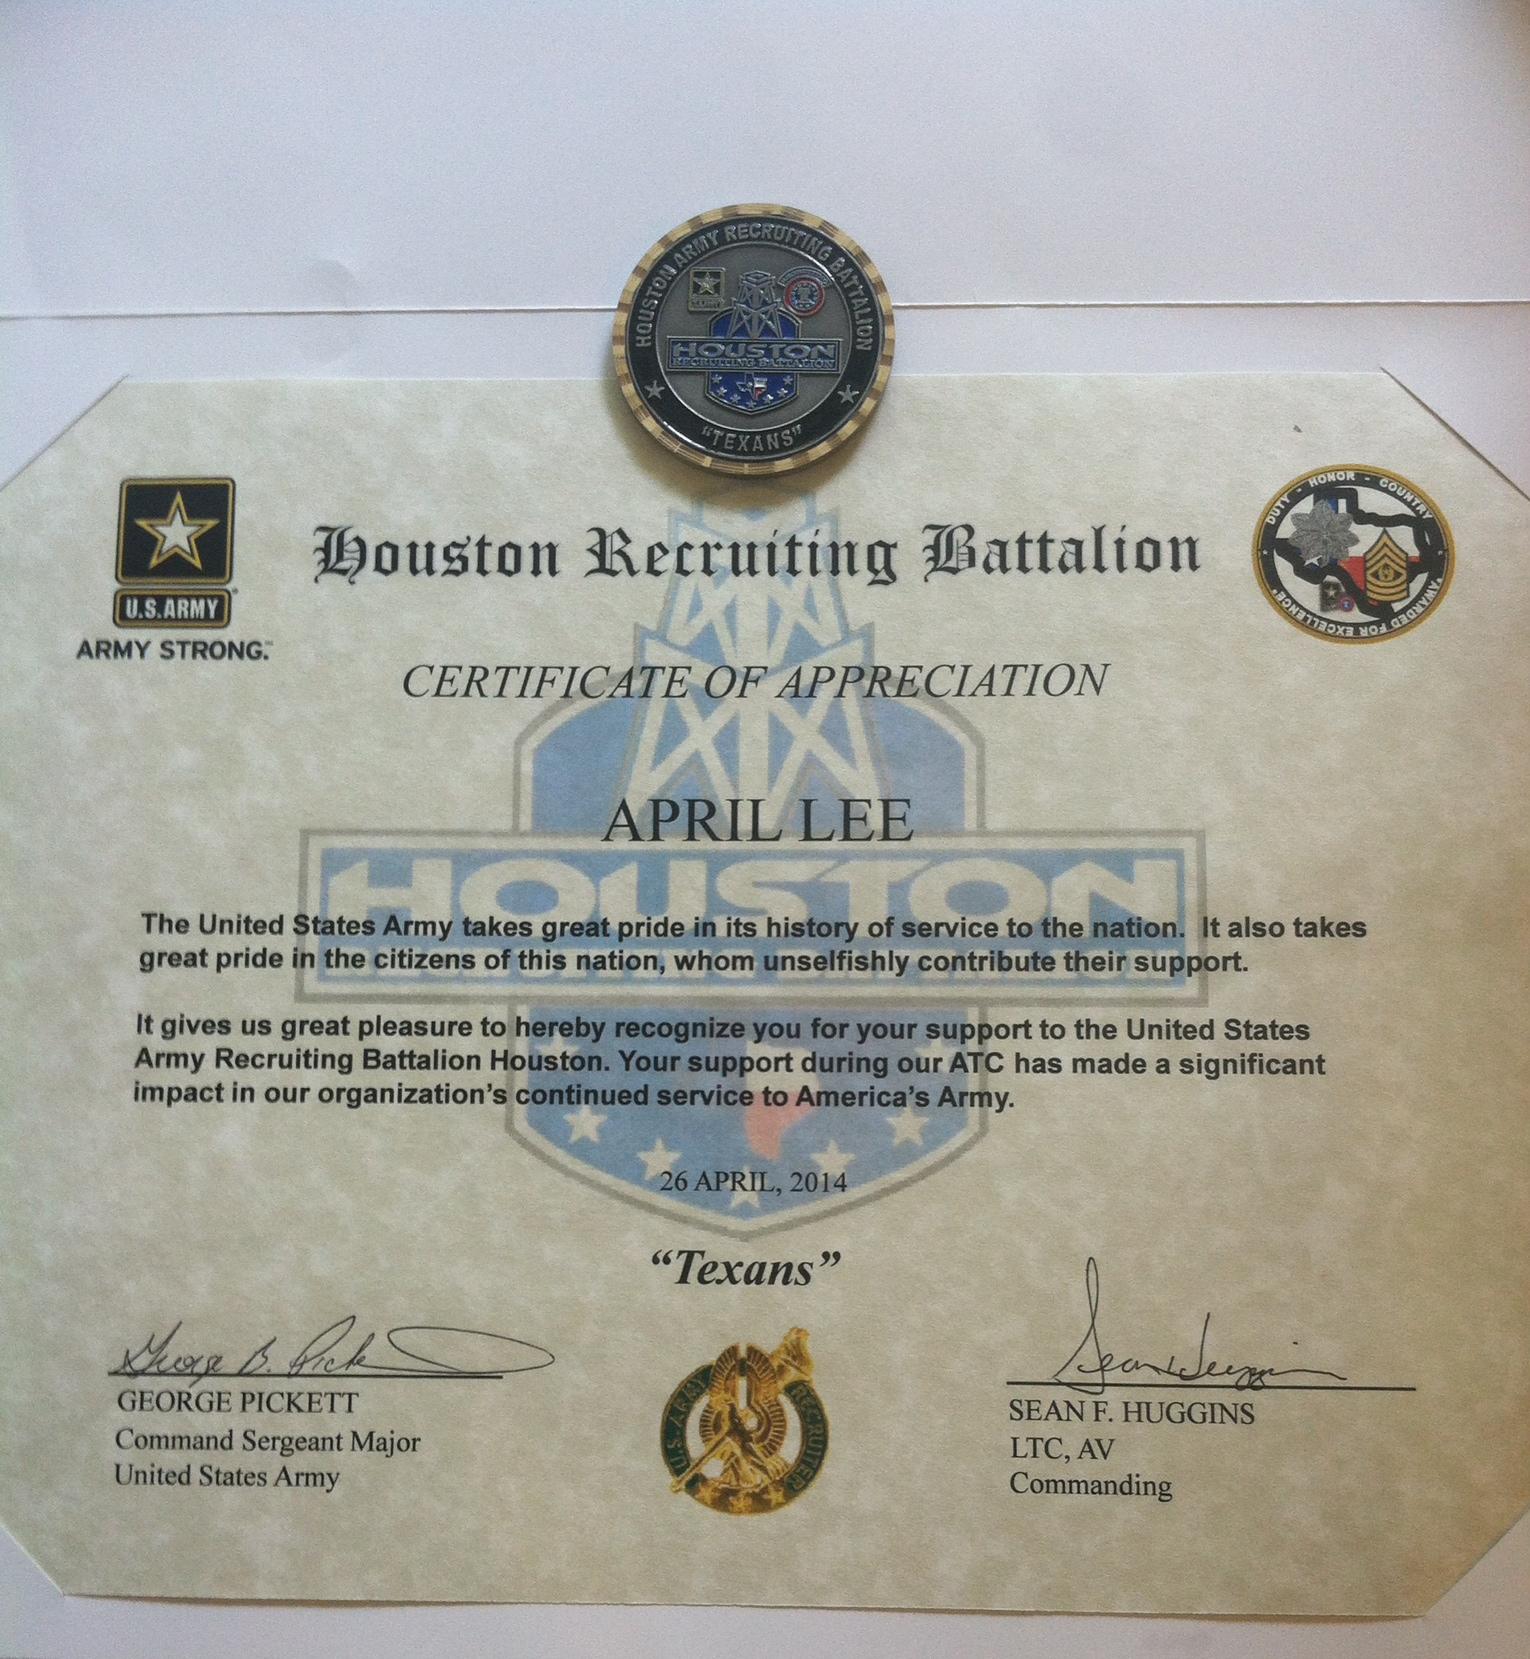 HOUSTON ARMY RECRUITING BATTALION
HOUSTON
RECRUITING BATTALION
"TEXANS"
U.S.ARMY
ARMY STRONG.™
Houston Recruiting Battalion
DUTY - HONOR - COUNTRY
"AWARDED FOR EXCELLENCE"
CERTIFICATE OF APPRECIATION
APRIL LEE
HOUSTON
The United States Army takes great pride in its history of service to the nation. It also takes
great pride in the citizens of this nation, whom unselfishly contribute their support.
It gives us great pleasure to hereby recognize you for your support to the United States
Army Recruiting Battalion Houston. Your support during our ATC has made a significant
impact in our organization's continued service to America's Army.
26 APRIL, 2014
“Texans”
George B. Pickett
GEORGE PICKETT
Command Sergeant Major
United States Army
U.S. ARMY RECRUITER
Sean Huggins
SEAN F. HUGGINS
LTC, AV
Commanding